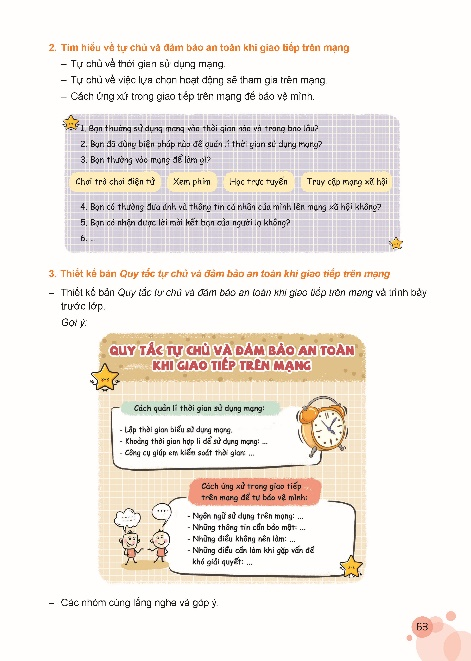 2. Tìm hiểu về tự chủ và đảm bảo an toàn khi giao tiếp trên mạng
– Tự chủ về thời gian sử dụng mạng.
– Tự chủ về việc lựa chọn hoạt động sẽ tham gia trên mạng.
– Cách ứng xử trong giao tiếp trên mạng để bảo vệ mình.
1. Bạn thường sử dụng mạng vào thời gian nào và trong bao lâu?
2. Bạn đã dùng biện pháp nào để quản lí thời gian sử dụng mạng?
3. Bạn thường vào mạng để làm gì?
Chơi trò chơi điện tử Xem phim Học trực tuyến Truy cập mạng xã hội
4. Bạn có thường đưa ảnh và thông tin cá nhân của mình lên mạng xã hội không?
5. Bạn có nhận được lời mời kết bạn của người lạ không?
6. ...
3. Thiết kế bản Quy tắc tự chủ và đảm bảo an toàn khi giao tiếp trên mạng
– Thiết kế bản Quy tắc tự chủ và đảm bảo an toàn khi giao tiếp trên mạng và trình bày
trước lớp.
Gợi ý:
QUY TẮC TỰ CHỦ VÀ ĐẢM BẢO AN TOÀN
KHI GIAO TIẾP TRÊN MẠNG
Cách quản lí thời gian sử dụng mạng:
- Lập thời gian biểu sử dụng mạng.
- Khoảng thời gian hợp lí để sử dụng mạng: ...
- Công cụ giúp em kiểm soát thời gian: ...
Cách ứng xử trong giao tiếp
trên mạng để tự bảo vệ mình:
- Ngôn ngữ sử dụng trên mạng: ...
- Những thông tin cần bảo mật: ...
- Những điều không nên làm: ...
- Những điều cần làm khi gặp vấn đề
khó giải quyết: ...
– Các nhóm cùng lắng nghe và góp ý.
63